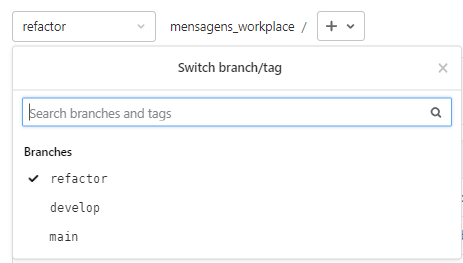 refactor
mensagens_workplace / +
Switch branch/tag ×
Search branches and tags
Branches
refactor
develop
main